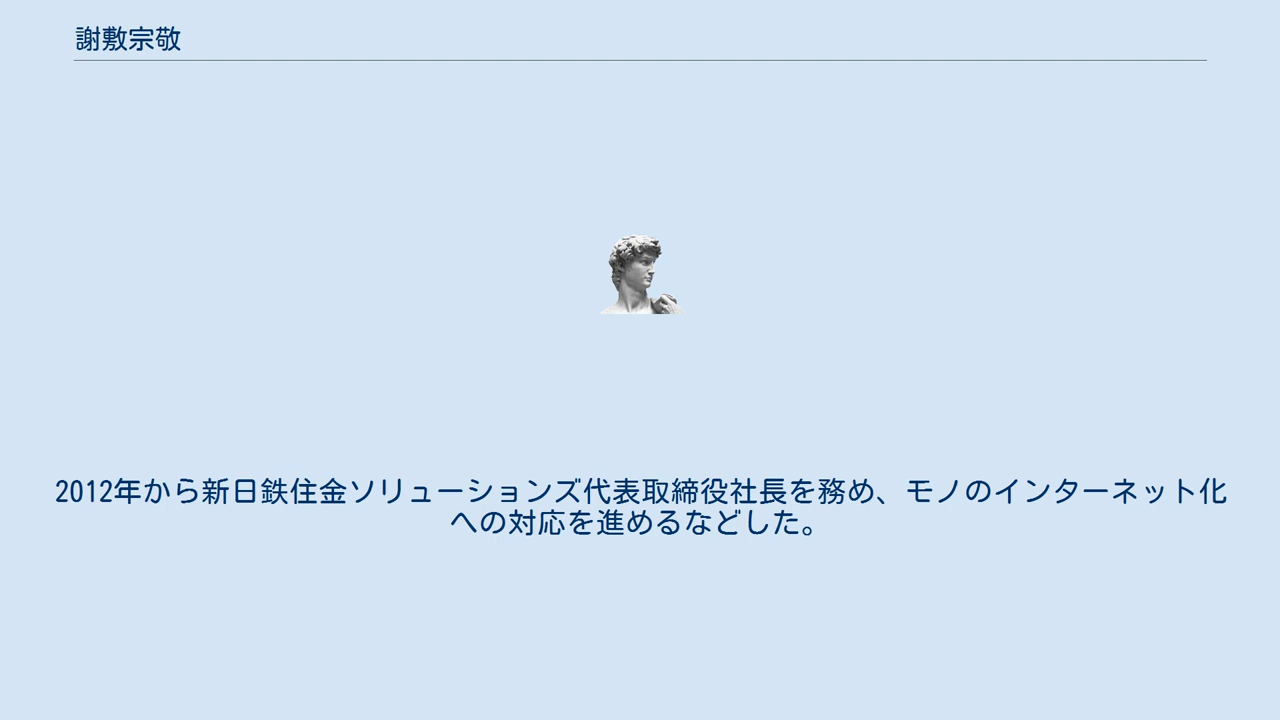 謝敷宗敬
2012年から新日鉄住金ソリューションズ代表取締役社長を務め、モノのインターネット化
への対応を進めるなどした。